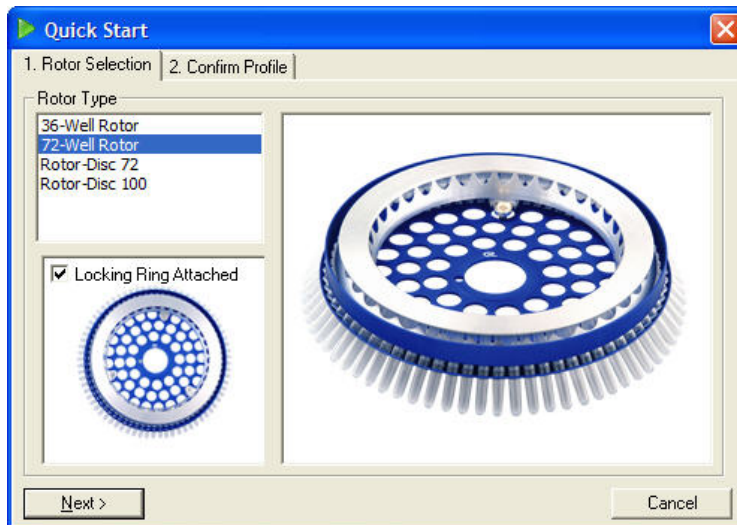 Quick Start
1. Rotor Selection
2. Confirm Profile
Rotor Type
36-Well Rotor
72-Well Rotor
Rotor-Disc 72
Rotor-Disc 100
Locking Ring Attached
Next >
Cancel